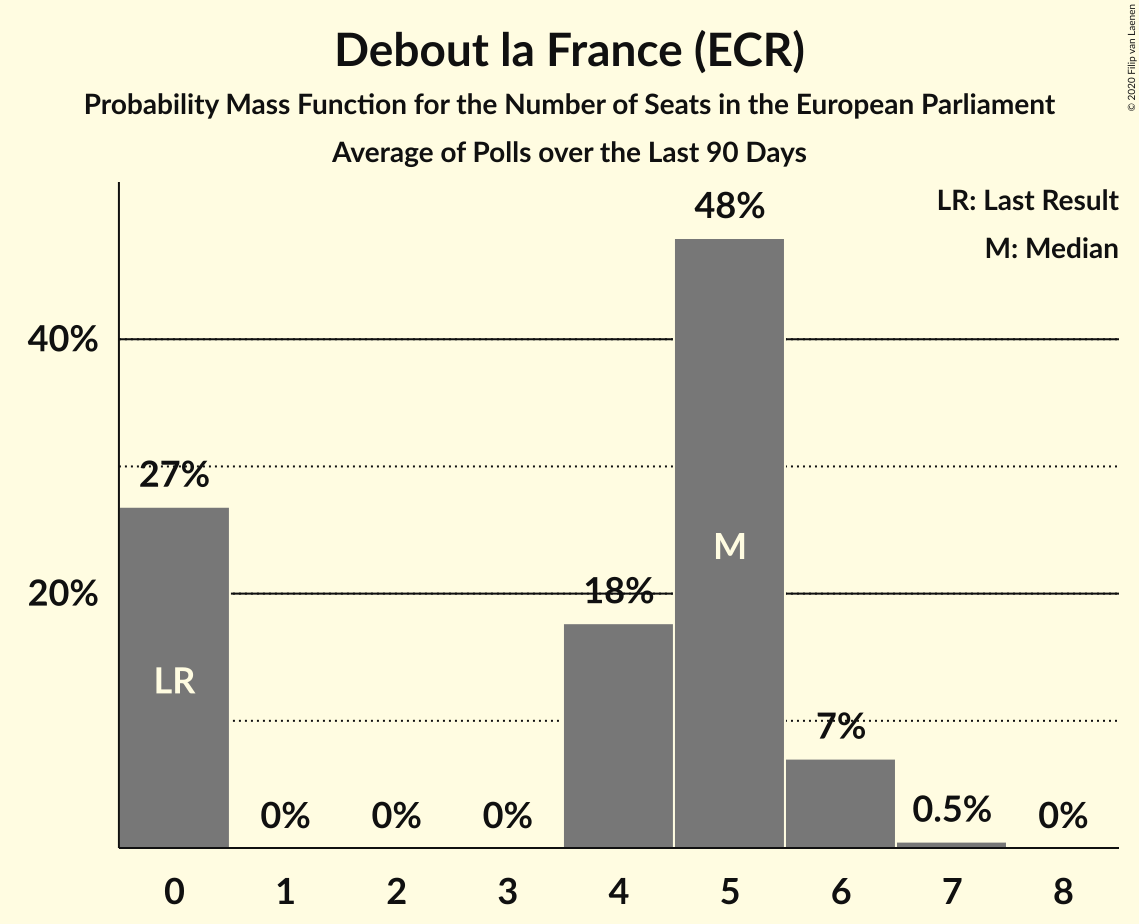 Debout la France (ECR)
Probability Mass Function for the Number of Seats in the European Parliament
Average of Polls over the Last 90 Days
© 2020 Filip van Laenen
LR: Last Result
M: Median
48%
40%
27%
M
20%
18%
LR
7%
0% 0% 0% 0.5% 0%
0 1 2 3 4 5 6 7 8